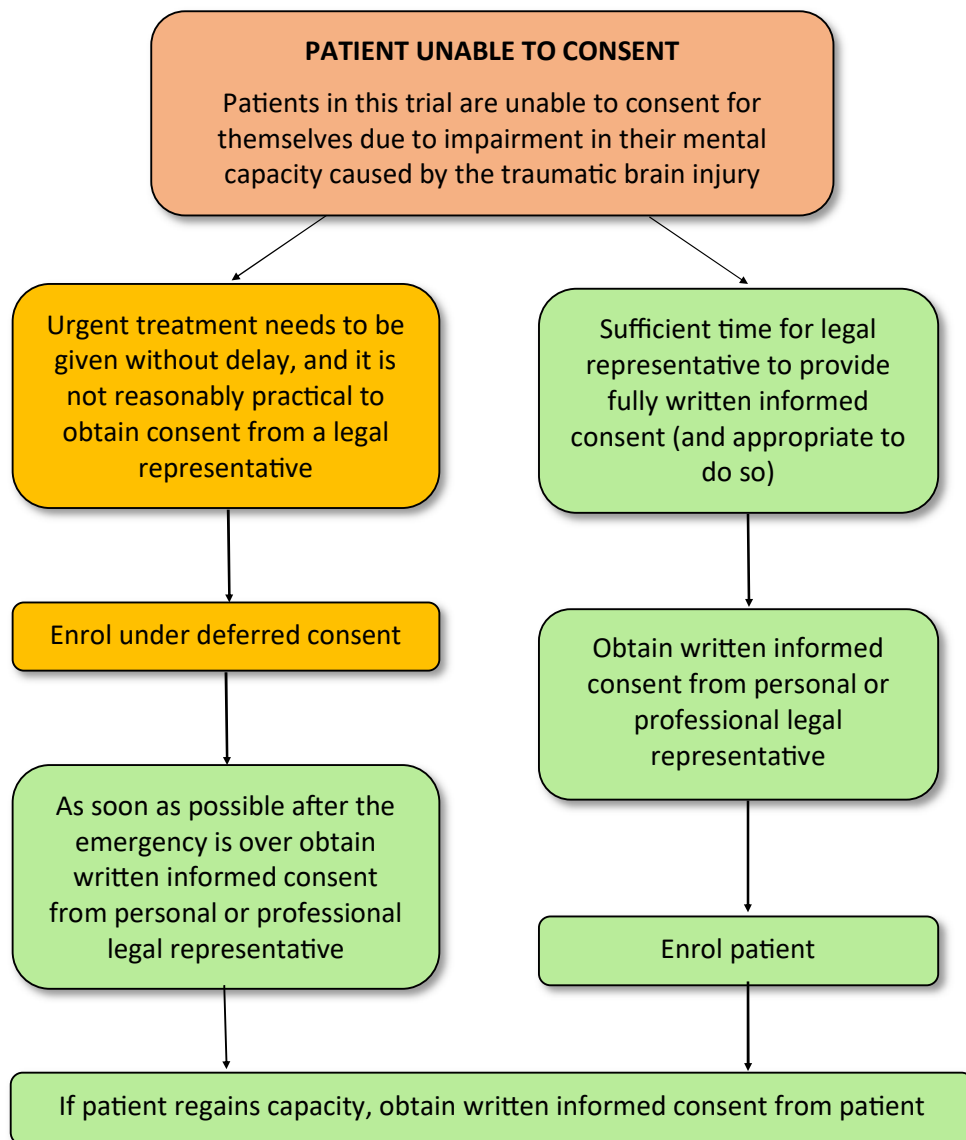 PATIENT UNABLE TO CONSENT
Patients in this trial are unable to consent for
themselves due to impairment in their mental
capacity caused by the traumatic brain injury
Urgent treatment needs to be
given without delay, and it is
not reasonably practical to
obtain consent from a legal
representative
Enrol under deferred consent
As soon as possible after the
emergency is over obtain
written informed consent
from personal or professional
legal representative
Sufficient time for legal
representative to provide
fully written informed
consent (and appropriate to
do so)
Obtain written informed
consent from personal or
professional legal
representative
Enrol patient
If patient regains capacity, obtain written informed consent from patient